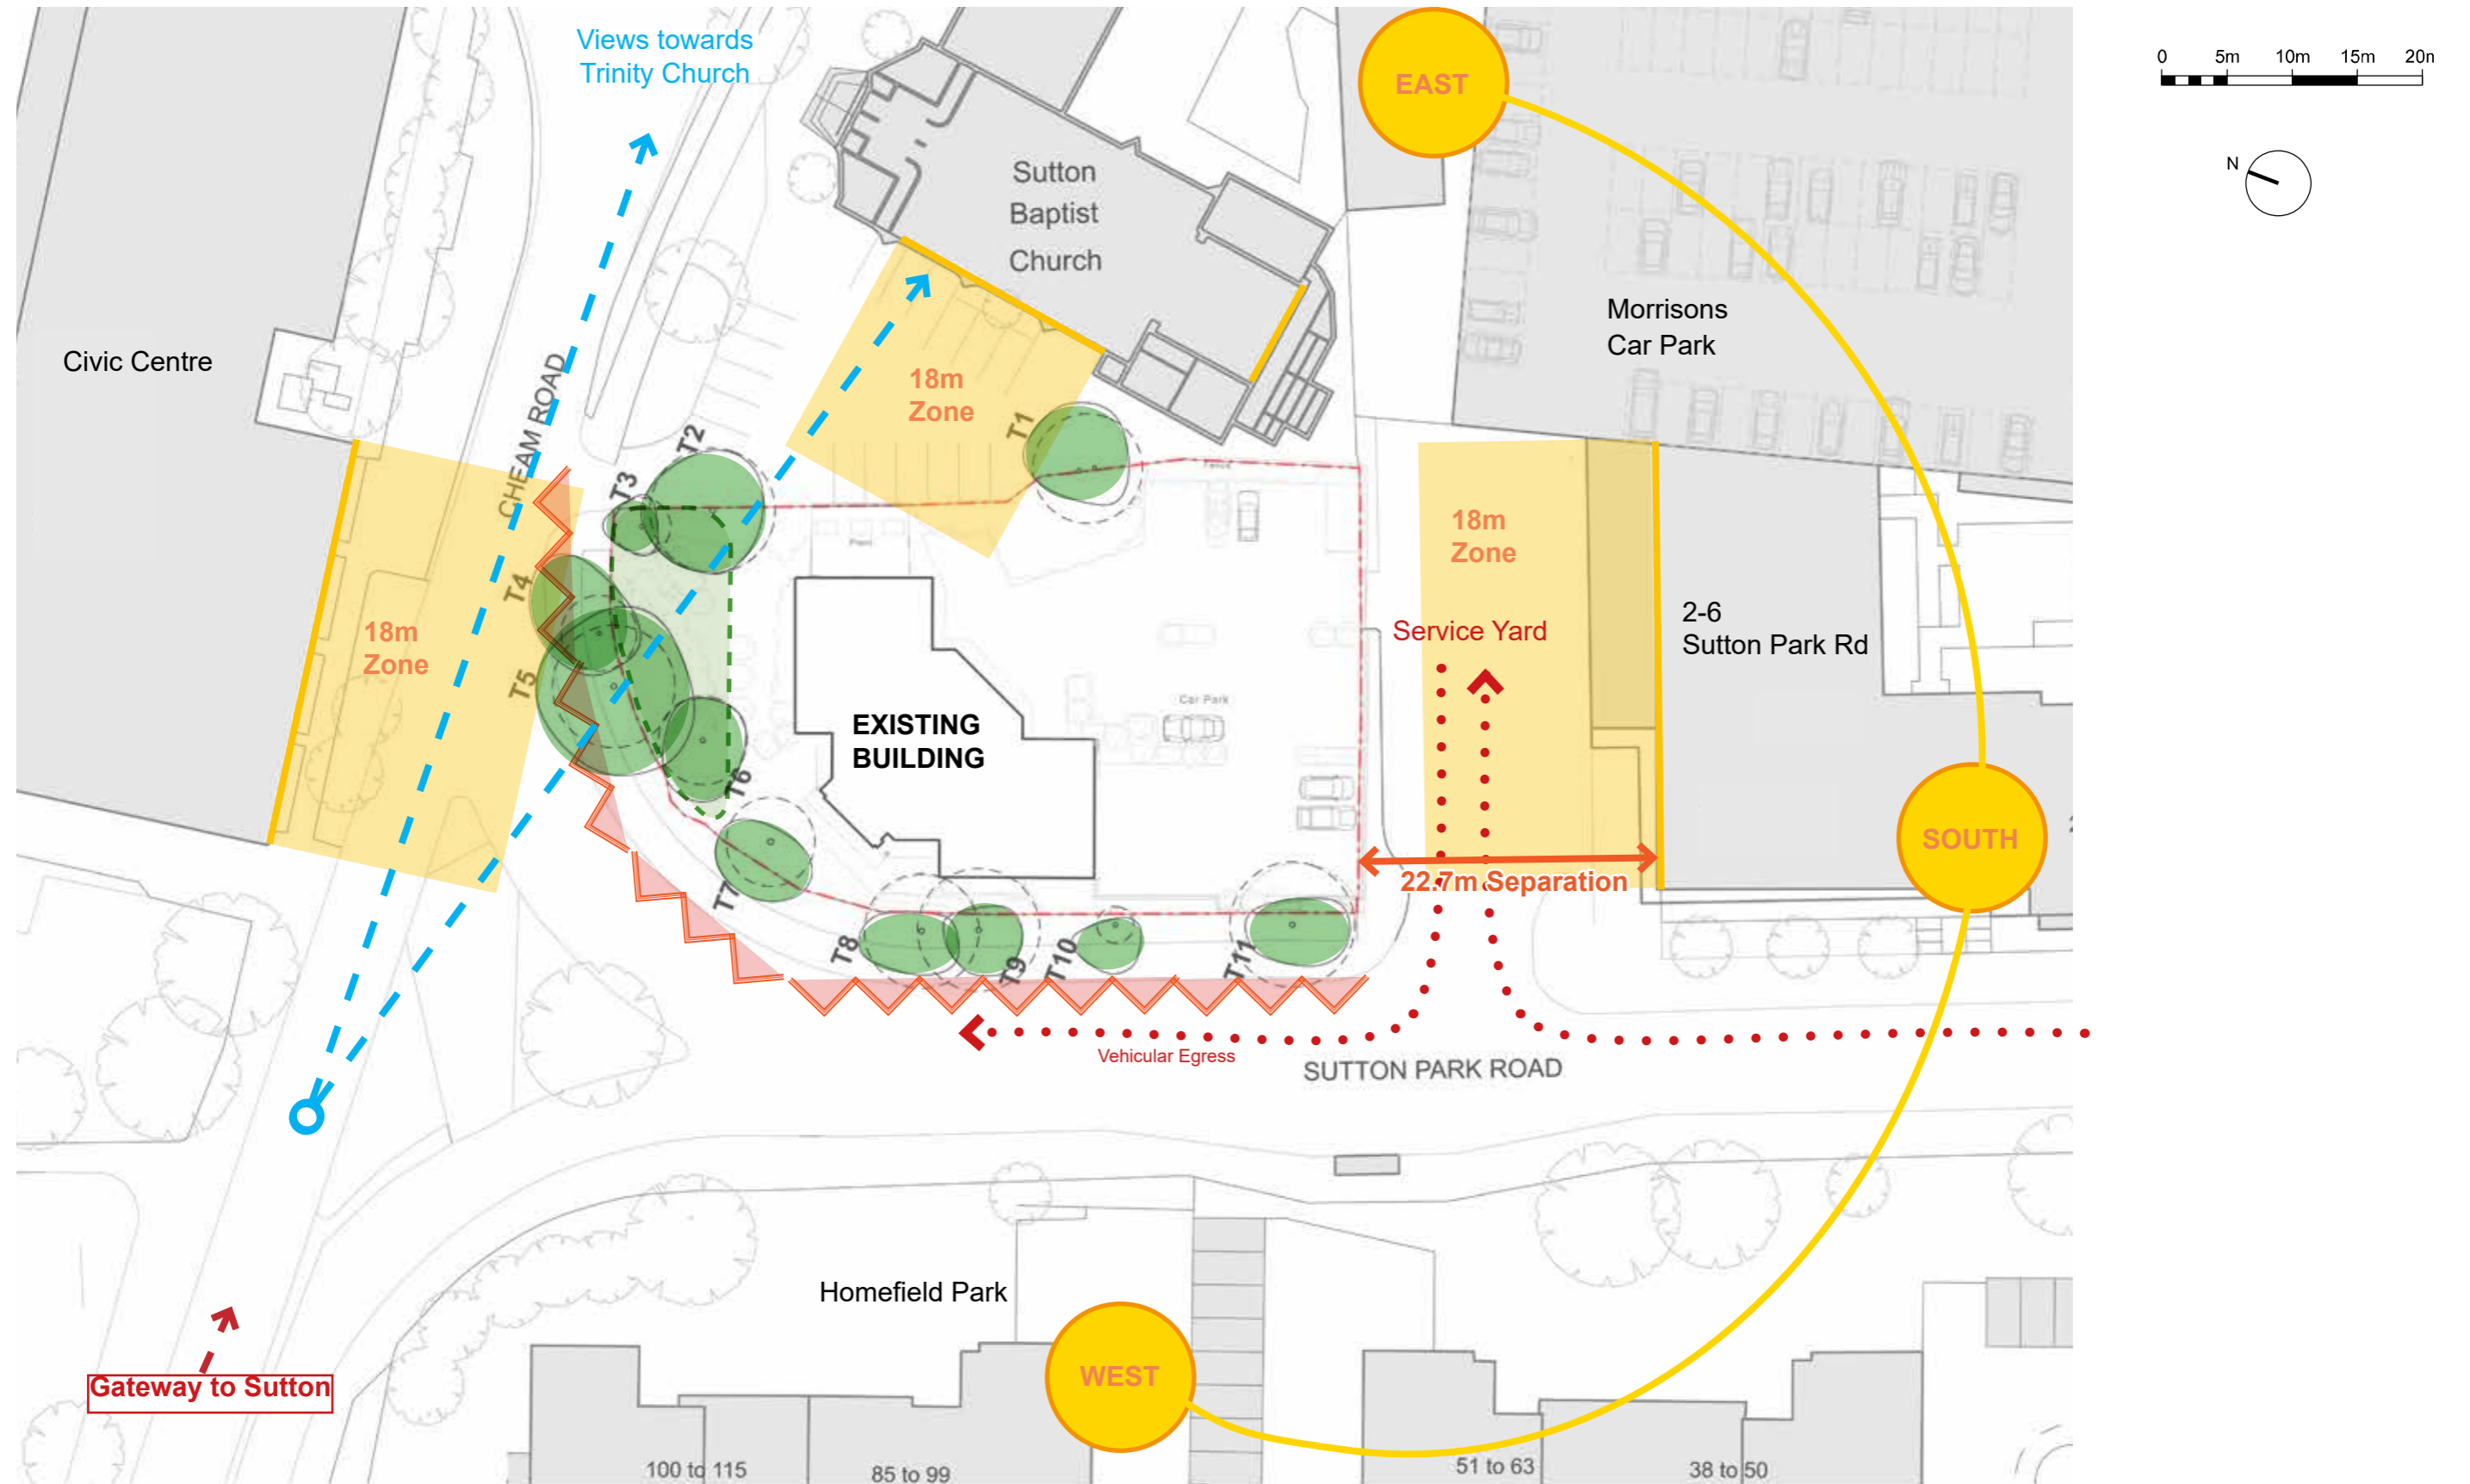 Views towards
Trinity Church
EAST
0 5m 10m 15m 20n
N
Sutton
Baptist
Church
Morrisons
Car Park
Civic Centre
CHEAM ROAD
18m
Zone
T1
T2
T3
18m
Zone
T4
Service Yard
2-6
Sutton Park Rd
18m
Zone
T5
Car Park
EXISTING
BUILDING
T6
SOUTH
22.7m Separation
T7
T8
T9
T10
T11
Vehicular Egress
SUTTON PARK ROAD
Homefield Park
WEST
Gateway to Sutton
100 to 115
85 to 99
51 to 63
38 to 50